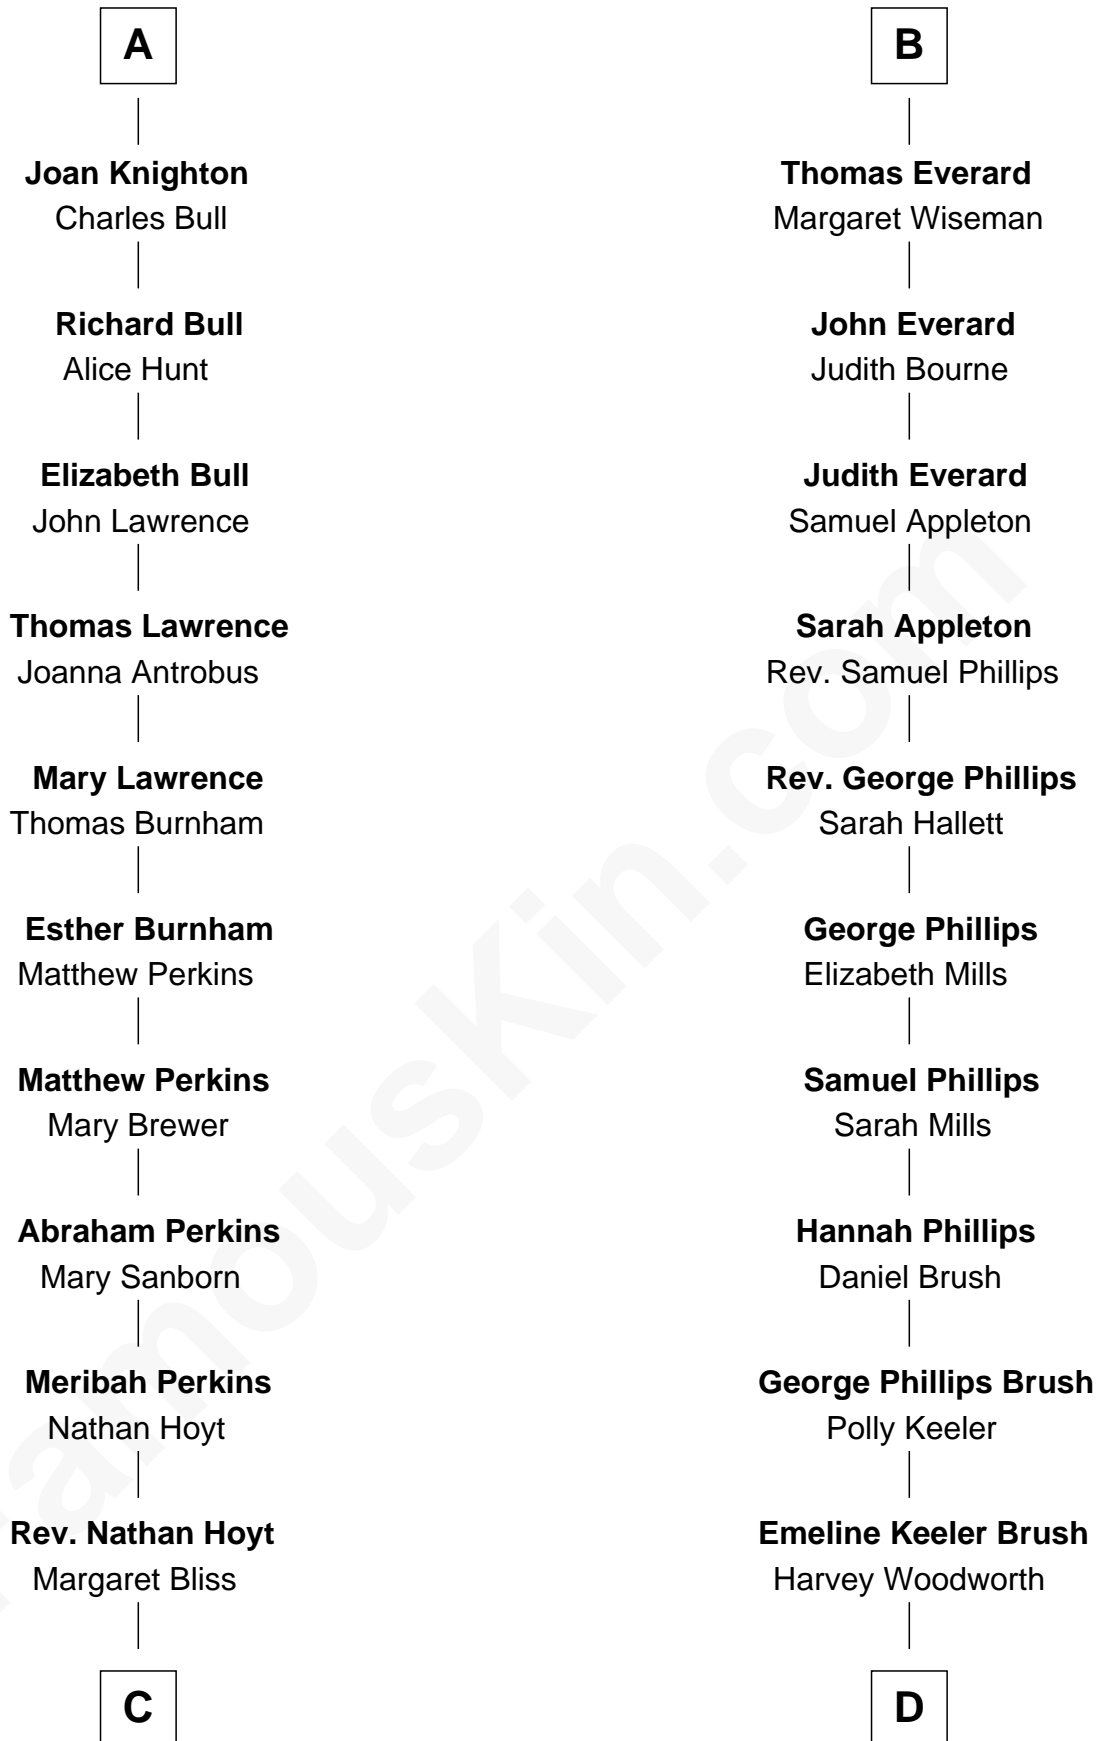 A
Joan Knighton
Charles Bull
Richard Bull
Alice Hunt
Elizabeth Bull
John Lawrence
Thomas Lawrence
Joanna Antrobus
Mary Lawrence
Thomas Burnham
Esther Burnham
Matthew Perkins
Matthew Perkins
Mary Brewer
Abraham Perkins
Mary Sanborn
Meribah Perkins
Nathan Hoyt
Rev. Nathan Hoyt
Margaret Bliss
C
B
Thomas Everard
Margaret Wiseman
John Everard
Judith Bourne
Judith Everard
Samuel Appleton
Sarah Appleton
Rev. Samuel Phillips
Rev. George Phillips
Sarah Hallett
George Phillips
Elizabeth Mills
Samuel Phillips
Sarah Mills
Hannah Phillips
Daniel Brush
George Phillips Brush
Polly Keeler
Emeline Keeler Brush
Harvey Woodworth
D
FamousKin.com